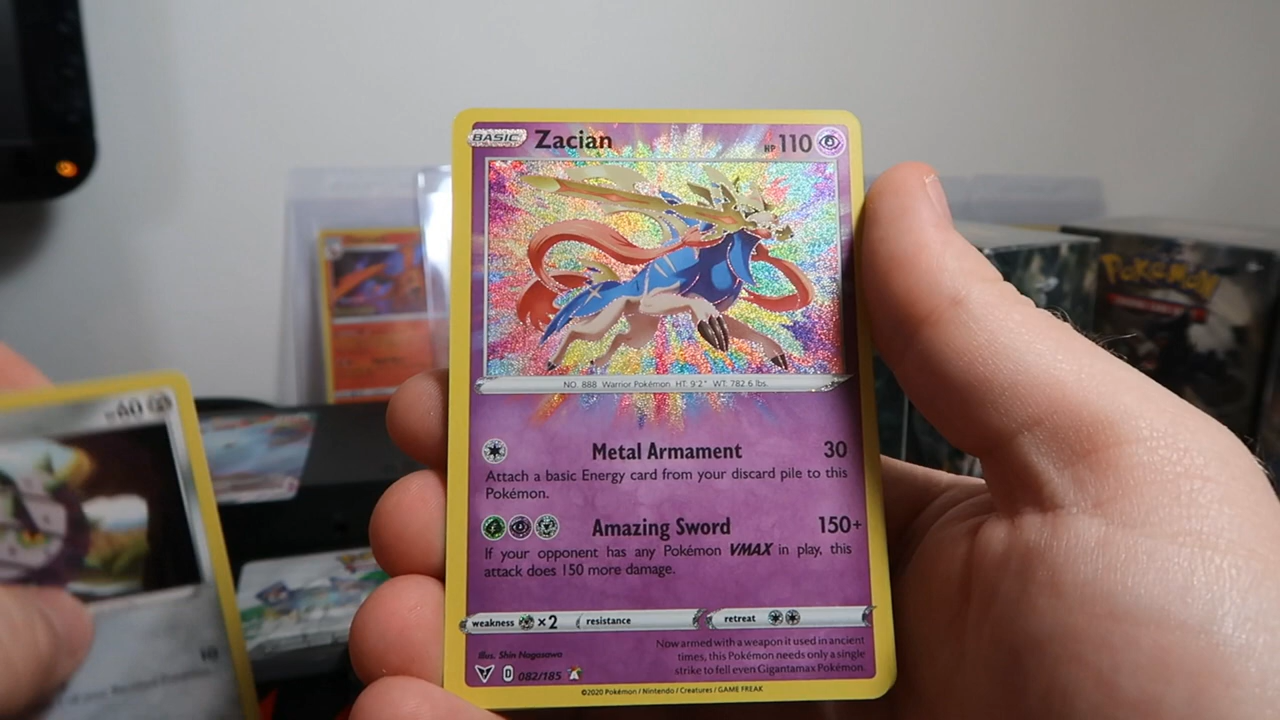 BASIC Zacian HP 110
NO. 888 Warrior Pokémon HT: 9'2" WT: 782.6 lbs.
Metal Armament 30
Attach a basic Energy card from your discard pile to this
Pokémon.
Amazing Sword 150+
If your opponent has any Pokémon VMAX in play, this
attack does 150 more damage.
weakness ×2 resistance retreat
Now armed with a weapon it used in ancient
times, this Pokémon needs only a single
strike to fell even Gigantamax Pokémon.
Illus. Shin Nagasawa
D 082/185
©2020 Pokémon / Nintendo / Creatures / GAME FREAK
POKéMON
60
10